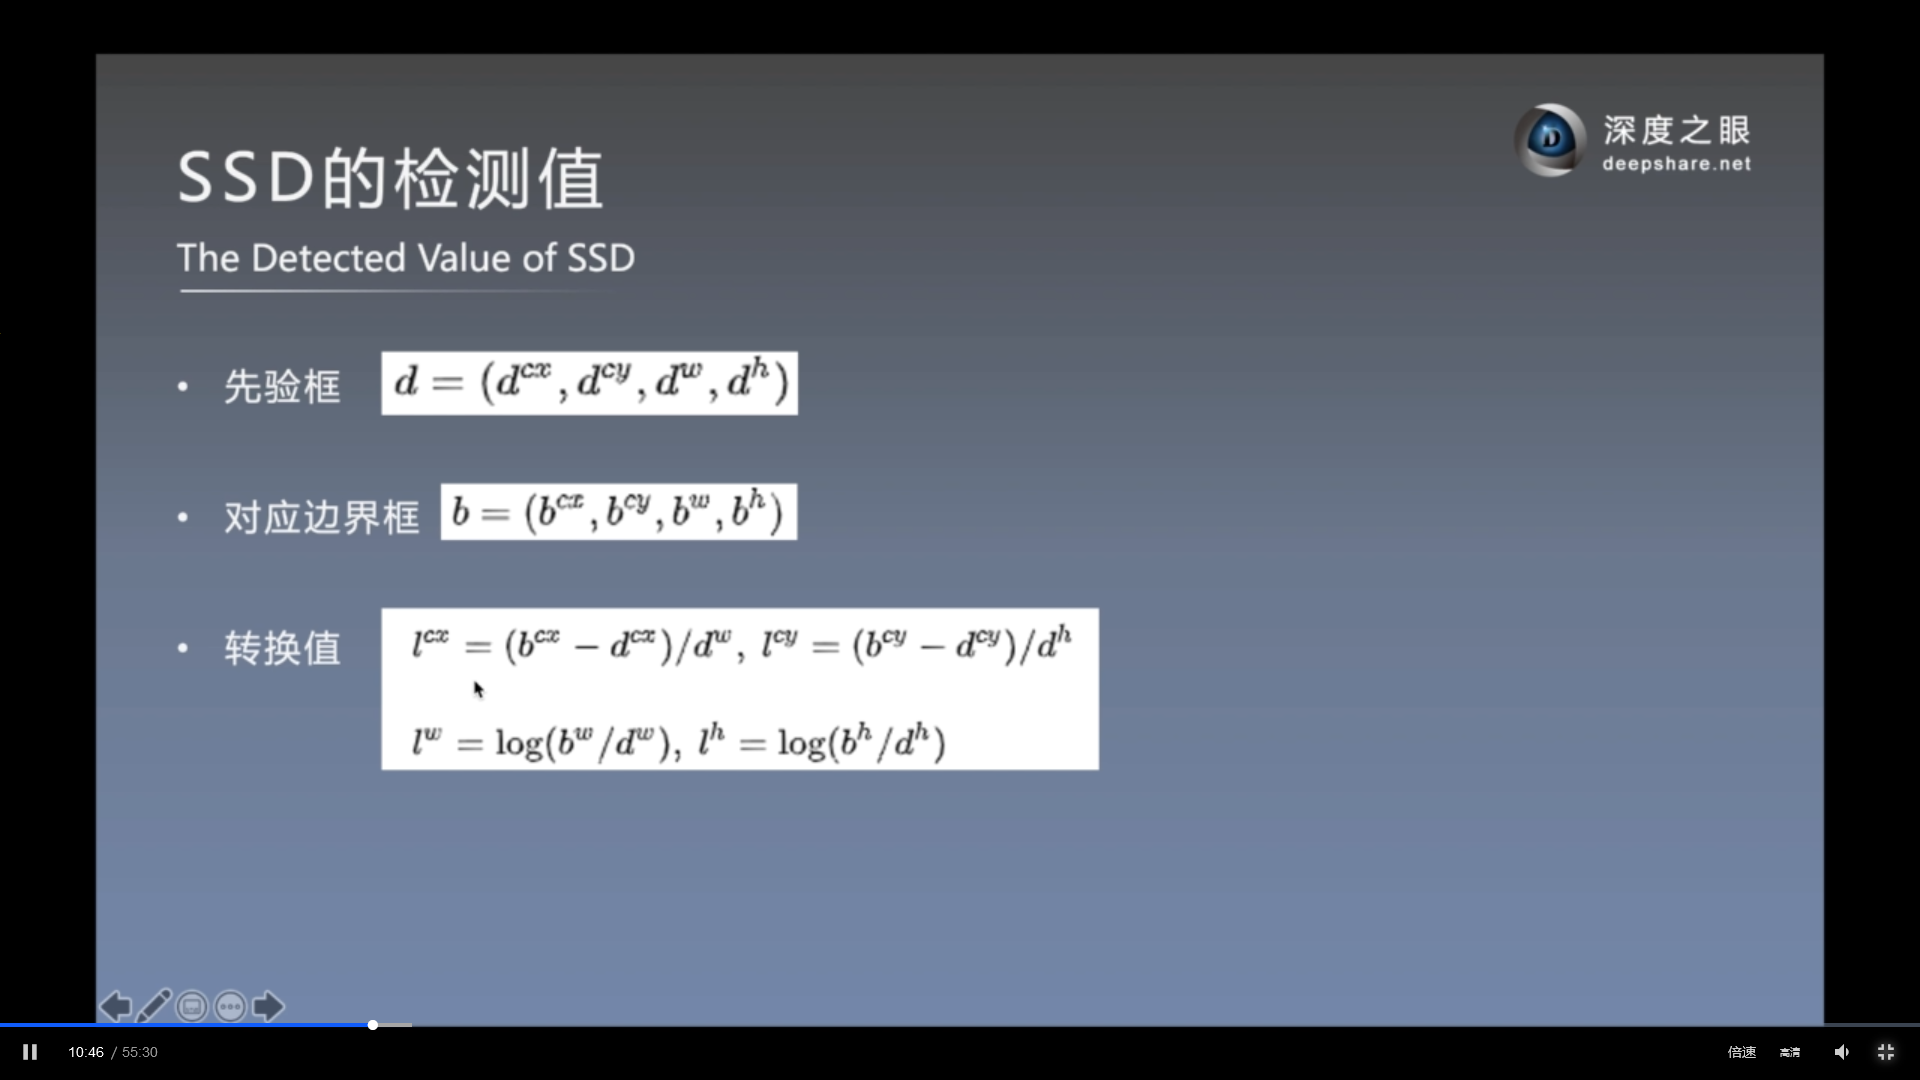 深度之眼
deepshare.net
SSD的检测值
The Detected Value of SSD
• 先验框 d = (d^{cx}, d^{cy}, d^w, d^h)
• 对应边界框 b = (b^{cx}, b^{cy}, b^w, b^h)
• 转换值 l^{cx} = (b^{cx} − d^{cx})/d^w, l^{cy} = (b^{cy} − d^{cy})/d^h
l^w = log(b^w/d^w), l^h = log(b^h/d^h)
10:46 / 55:30 倍速 高清